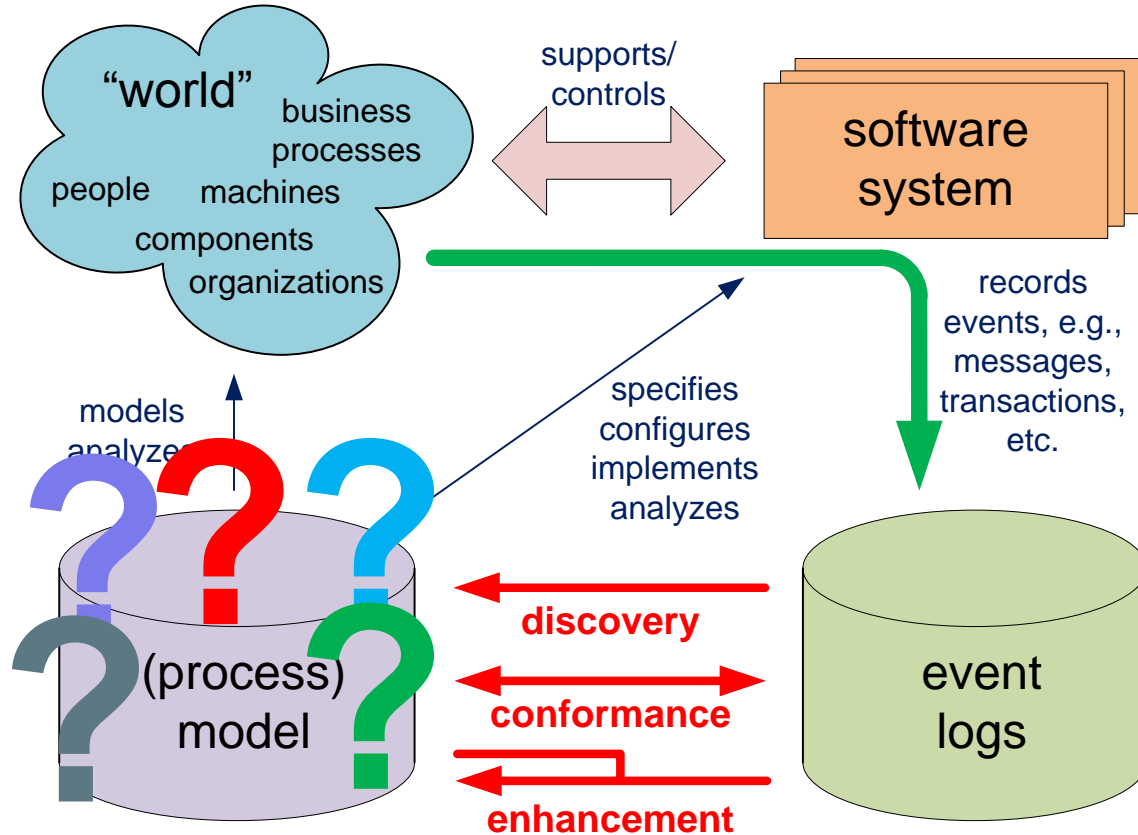 “world”
business
processes
people
machines
components
organizations
supports/
controls
software
system
records
events, e.g.,
messages,
transactions,
etc.
models
analyzes
specifies
configures
implements
analyzes
discovery
(process)
model
conformance
event
logs
enhancement
?
?
?
?
?